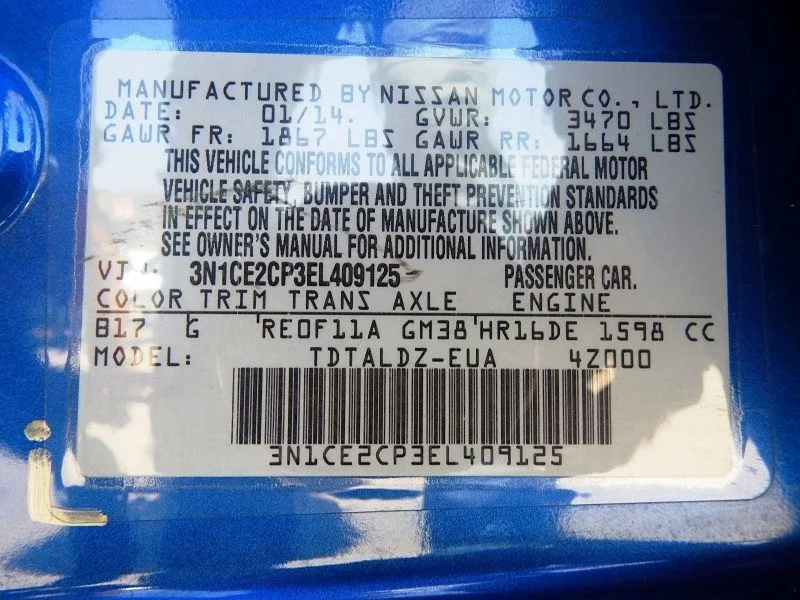 MANUFACTURED BY NISSAN MOTOR CO., LTD.
DATE: 01/14. GVWR: 3470 LBS
GAWR FR: 1867 LBS GAWR RR: 1664 LBS
THIS VEHICLE CONFORMS TO ALL APPLICABLE FEDERAL MOTOR
VEHICLE SAFETY, BUMPER AND THEFT PREVENTION STANDARDS
IN EFFECT ON THE DATE OF MANUFACTURE SHOWN ABOVE.
SEE OWNER'S MANUAL FOR ADDITIONAL INFORMATION.
VIN: 3N1CE2CP3EL409125 PASSENGER CAR.
COLOR TRIM TRANS AXLE ENGINE
B17 G RE0F11A GM38 HR16DE 1598 CC
MODEL: TDTALDZ-EUA 4Z000
3N1CE2CP3EL409125